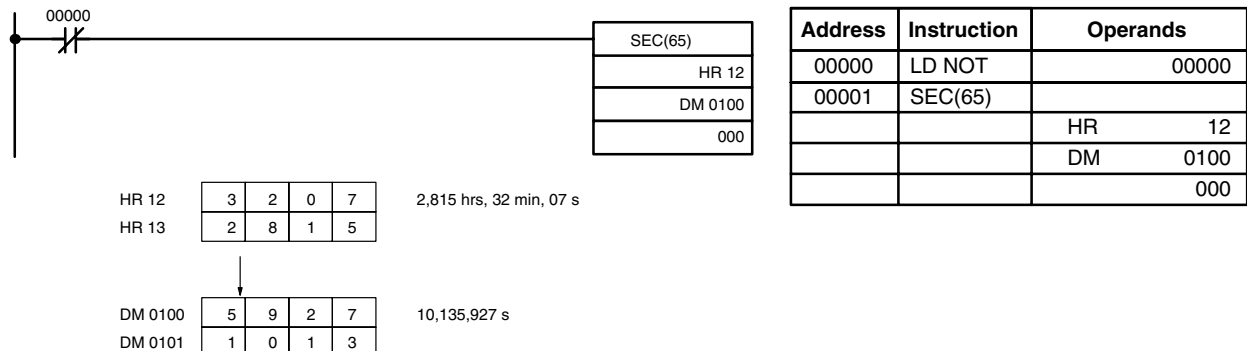 00000
SEC(65)
HR 12
DM 0100
000
Address Instruction Operands
00000 LD NOT 00000
00001 SEC(65)
HR 12
DM 0100
000
HR 12 3 2 0 7 2,815 hrs, 32 min, 07 s
HR 13 2 8 1 5
DM 0100 5 9 2 7 10,135,927 s
DM 0101 1 0 1 3